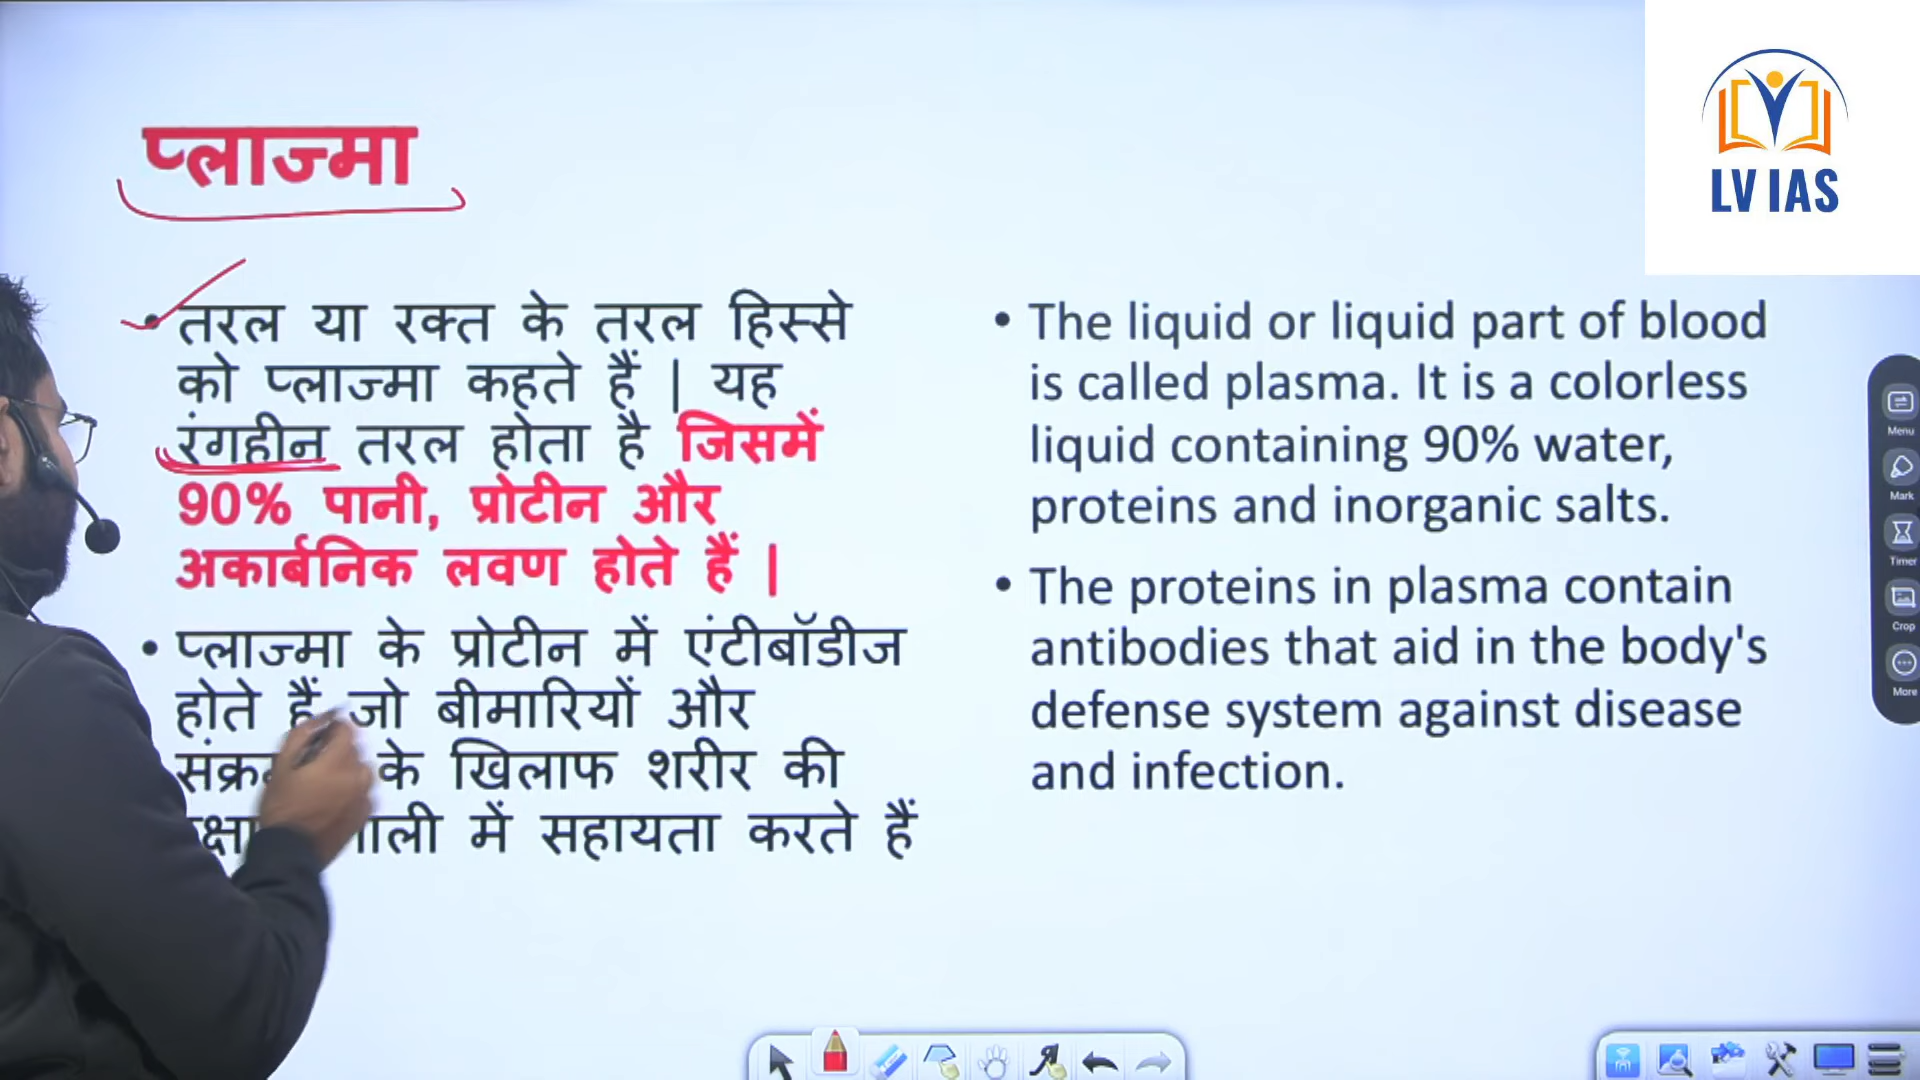 प्लाज्मा
LV IAS
तरल या रक्त के तरल हिस्से
को प्लाज्मा कहते हैं | यह
रंगहीन तरल होता है जिसमें
90% पानी, प्रोटीन और
अकार्बनिक लवण होते हैं |
• प्लाज्मा के प्रोटीन में एंटीबॉडीज
होते हैं जो बीमारियों और
के खिलाफ शरीर की
में सहायता करते हैं
• The liquid or liquid part of blood
is called plasma. It is a colorless
liquid containing 90% water,
proteins and inorganic salts.
• The proteins in plasma contain
antibodies that aid in the body's
defense system against disease
and infection.
Menu
Mark
Timer
Crop
More